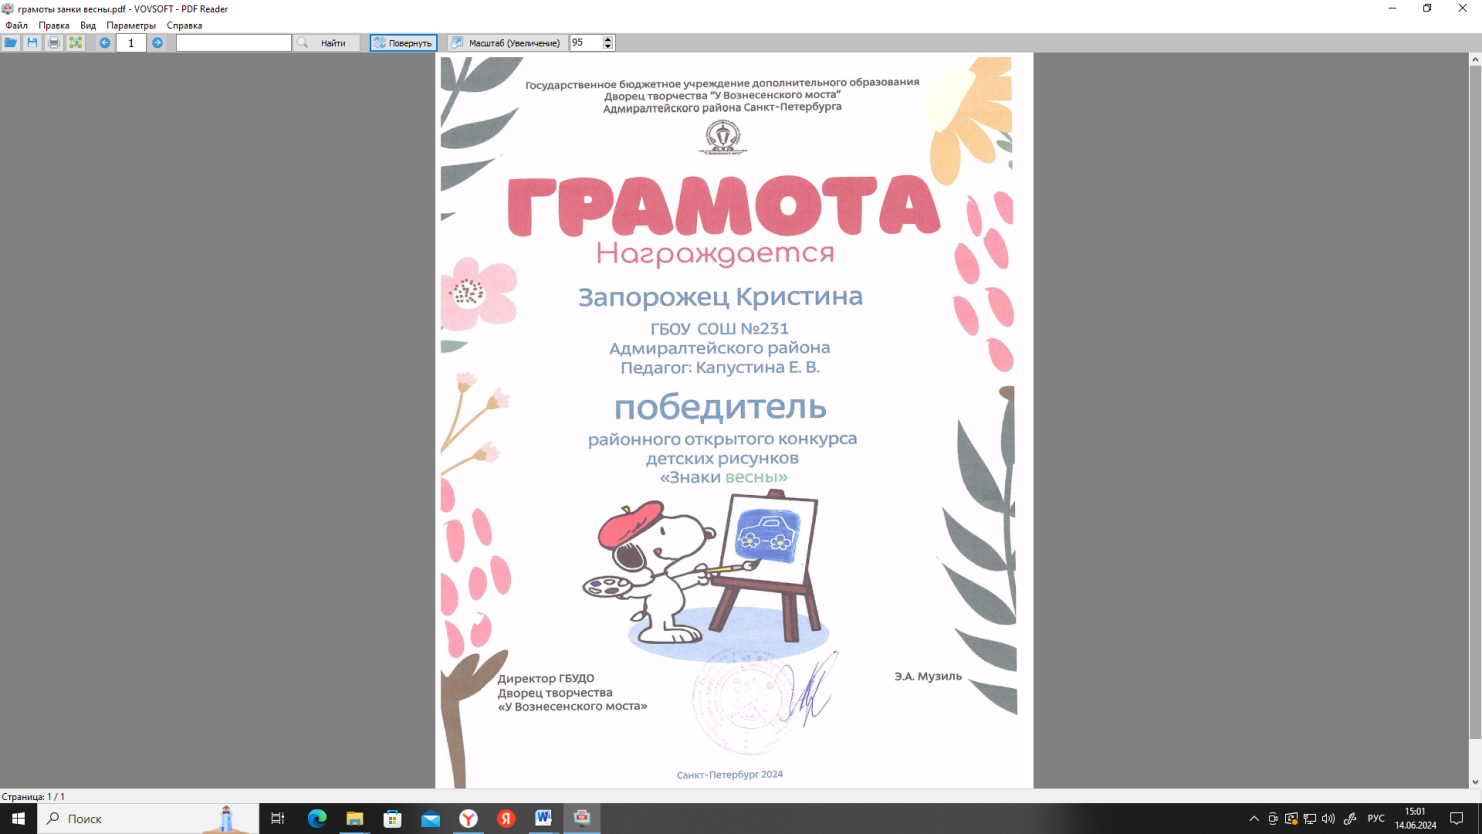 грамоты занки весны.pdf - VOVSOFT - PDF Reader
Файл Правка Вид Параметры Справка
1 Найти Повернуть Масштаб (Увеличение) 95
Государственное бюджетное учреждение дополнительного образования
Дворец творчества “У Вознесенского моста”
Адмиралтейского района Санкт-Петербурга
ГРАМОТА
Награждается
Запорожец Кристина
ГБОУ СОШ №231
Адмиралтейского района
Педагог: Капустина Е. В.
победитель
районного открытого конкурса
детских рисунков
«Знаки весны»
Директор ГБУДО
Дворец творчества
«У Вознесенского моста»
Э.А. Музиль
Санкт-Петербург 2024
Страница: 1 / 1
Поиск
РУС
15:01
14.06.2024